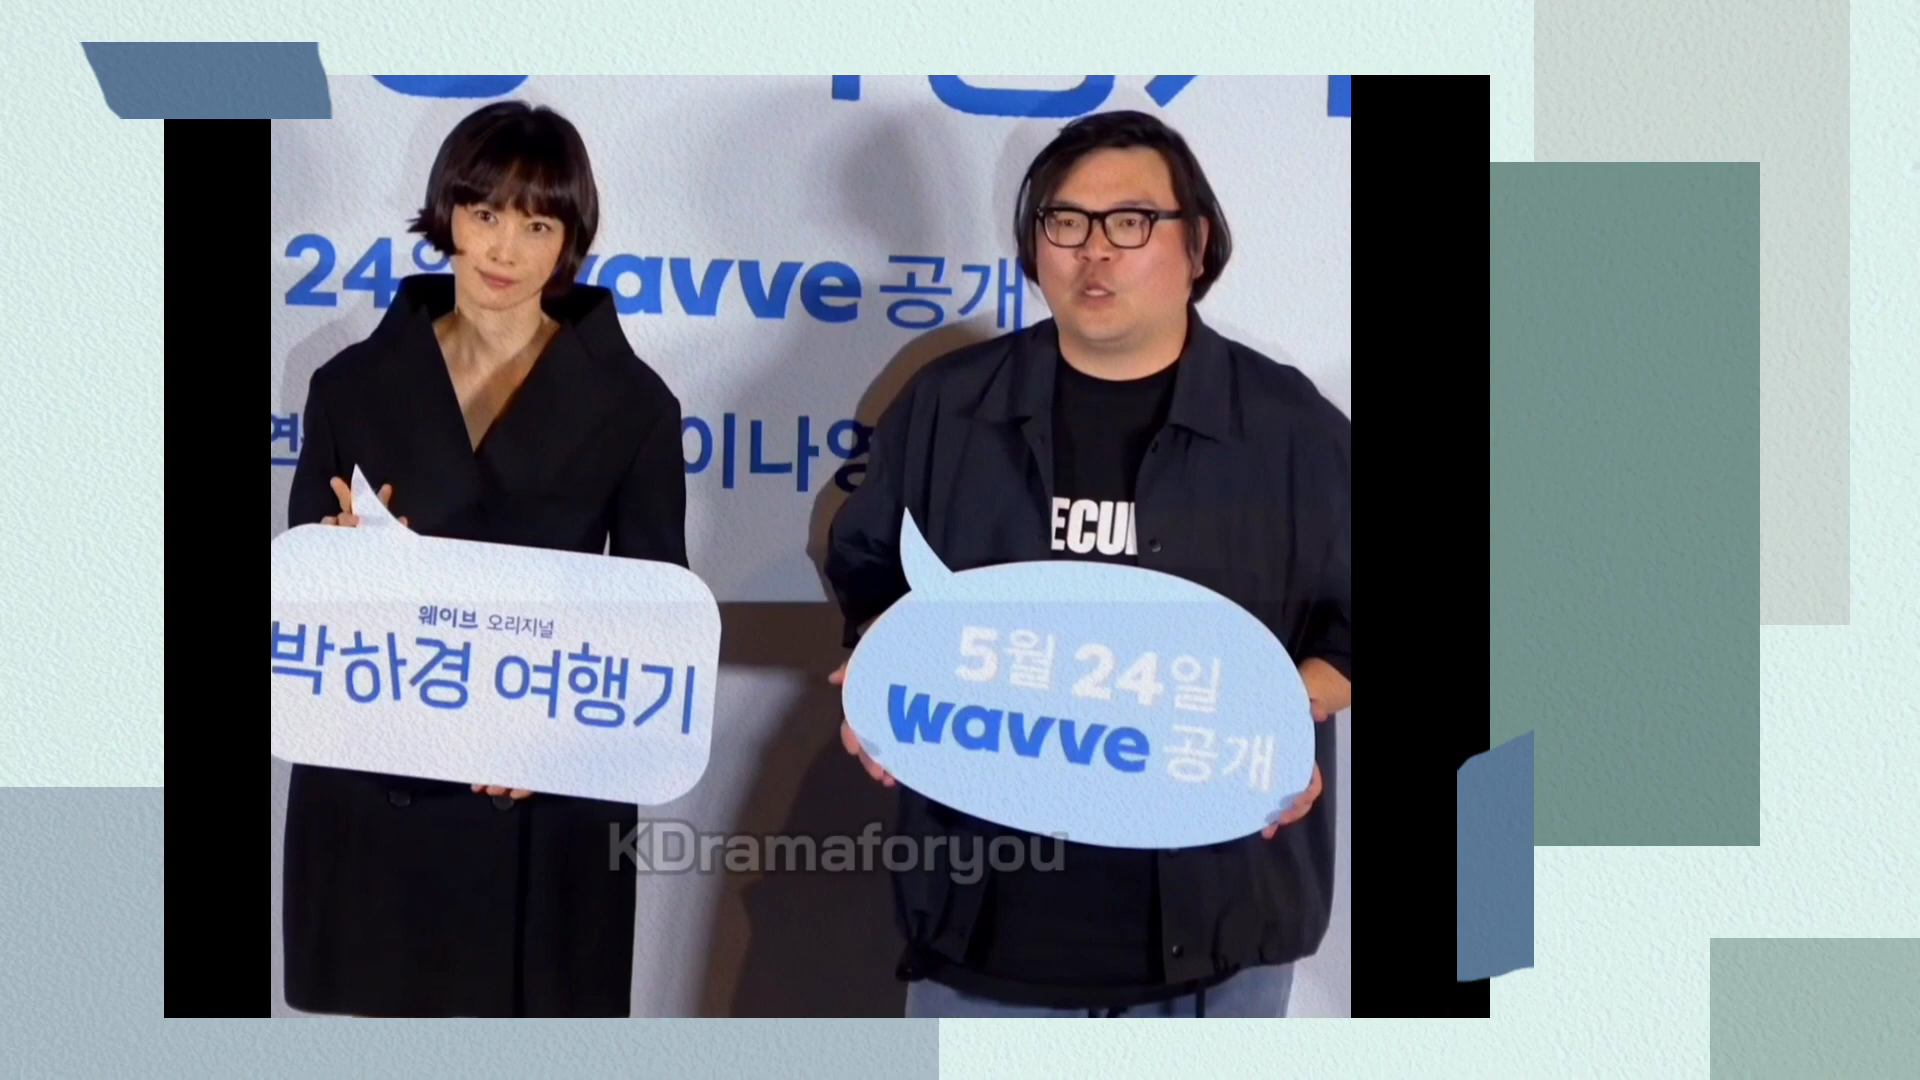 24일 wavve 공개
이나영
웨이브 오리지널
박하경 여행기
ECU
5월 24일
wavve 공개
KDramaforyou